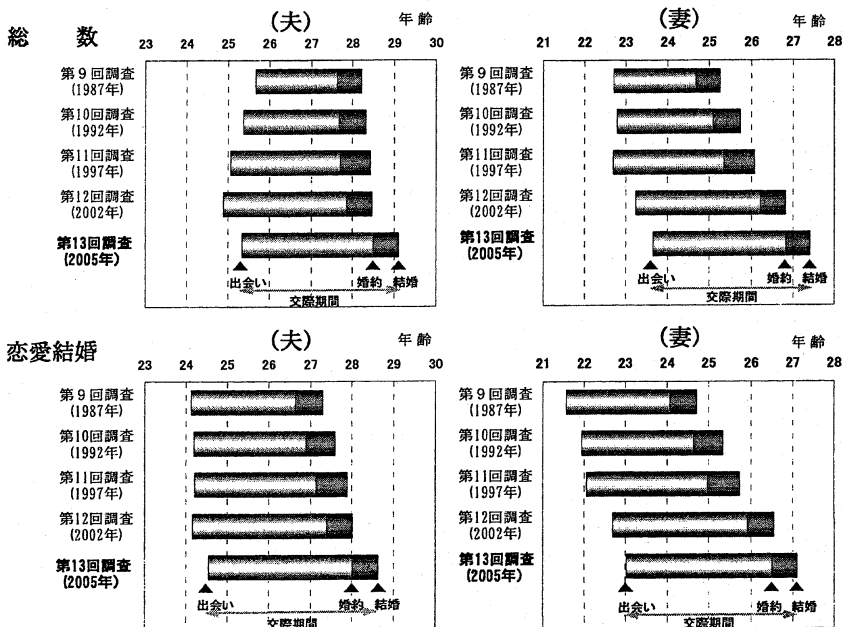 総　数
(夫)
年齢
23 24 25 26 27 28 29 30
第９回調査
(1987年)
第10回調査
(1992年)
第11回調査
(1997年)
第12回調査
(2002年)
第13回調査
(2005年)
出会い 婚約 結婚
交際期間
(妻)
年齢
21 22 23 24 25 26 27 28
第９回調査
(1987年)
第10回調査
(1992年)
第11回調査
(1997年)
第12回調査
(2002年)
第13回調査
(2005年)
出会い 婚約 結婚
交際期間
恋愛結婚
(夫)
年齢
23 24 25 26 27 28 29 30
第９回調査
(1987年)
第10回調査
(1992年)
第11回調査
(1997年)
第12回調査
(2002年)
第13回調査
(2005年)
出会い 婚約 結婚
交際期間
(妻)
年齢
21 22 23 24 25 26 27 28
第９回調査
(1987年)
第10回調査
(1992年)
第11回調査
(1997年)
第12回調査
(2002年)
第13回調査
(2005年)
出会い 婚約 結婚
交際期間